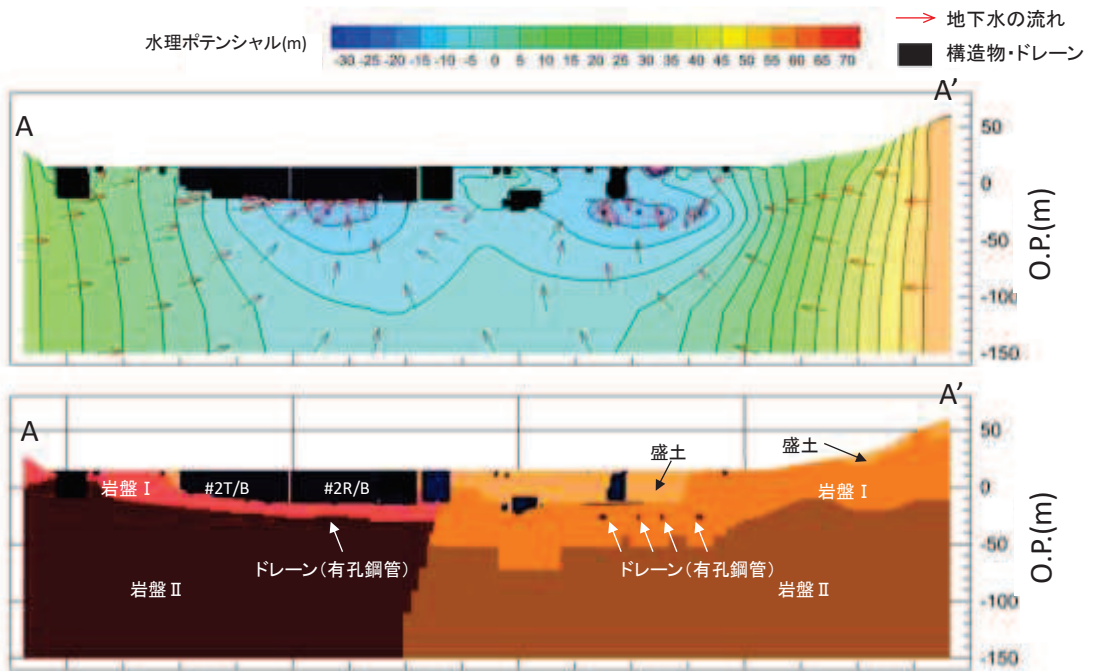 水理ポテンシャル(m)
-30 -25 -20 -15 -10 -5 0 5 10 15 20 25 30 35 40 45 50 55 60 65 70
地下水の流れ
構造物・ドレーン
A
A'
50
0
-50
-100
-150
O.P.(m)
A
A'
盛土
盛土
50
岩盤Ⅰ
#2T/B
#2R/B
岩盤Ⅰ
0
-50
ドレーン(有孔鋼管)
ドレーン(有孔鋼管)
岩盤Ⅱ
岩盤Ⅱ
-100
-150
O.P.(m)